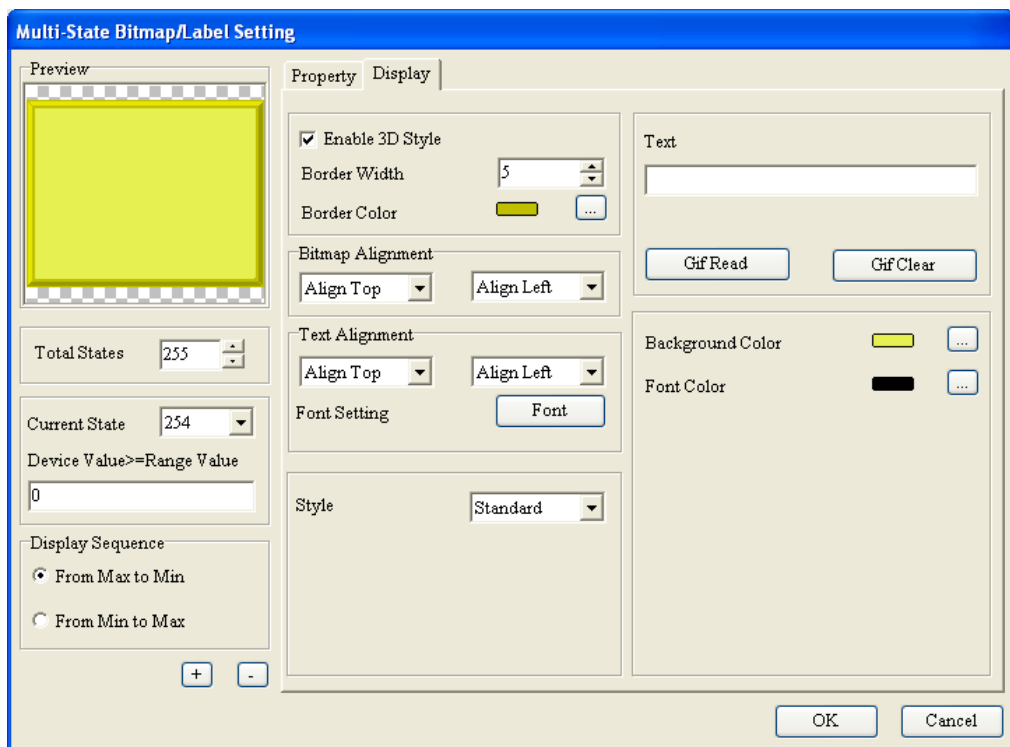 Multi-State Bitmap/Label Setting
Preview
Property
Display
Enable 3D Style
Border Width
5
Border Color
...
Bitmap Alignment
Align Top
Align Left
Text Alignment
Align Top
Align Left
Font Setting
Font
Style
Standard
Text
Gif Read
Gif Clear
Background Color
...
Font Color
...
Total States
255
Current State
254
Device Value>=Range Value
0
Display Sequence
From Max to Min
From Min to Max
+
-
OK
Cancel